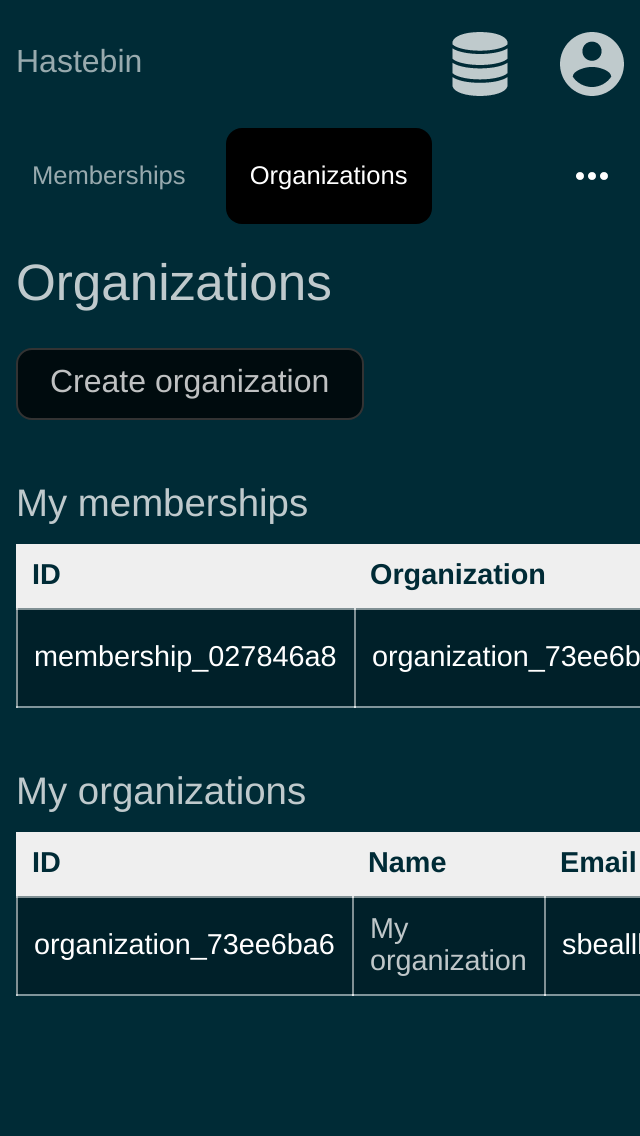 Hastebin
Memberships Organizations
Organizations
Create organization
My memberships
ID Organization
membership_027846a8 organization_73ee6b
My organizations
ID Name Email
organization_73ee6ba6 My organization sbeall